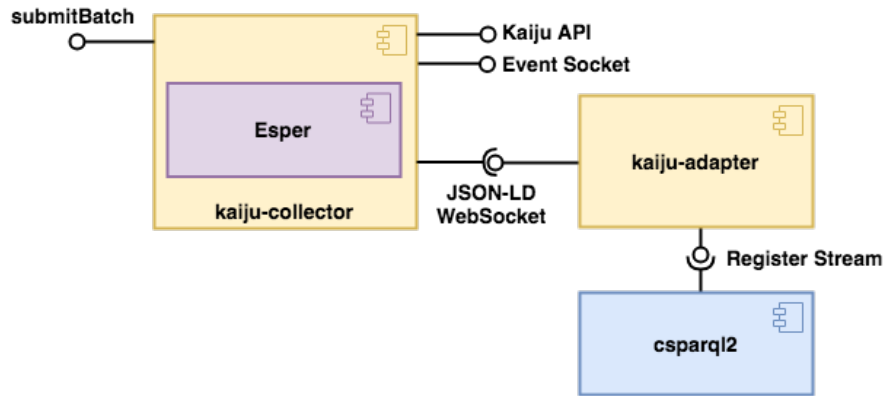 submitBatch
Kaiju API
Event Socket
Esper
kaiju-collector
JSON-LD
WebSocket
kaiju-adapter
Register Stream
csparql2